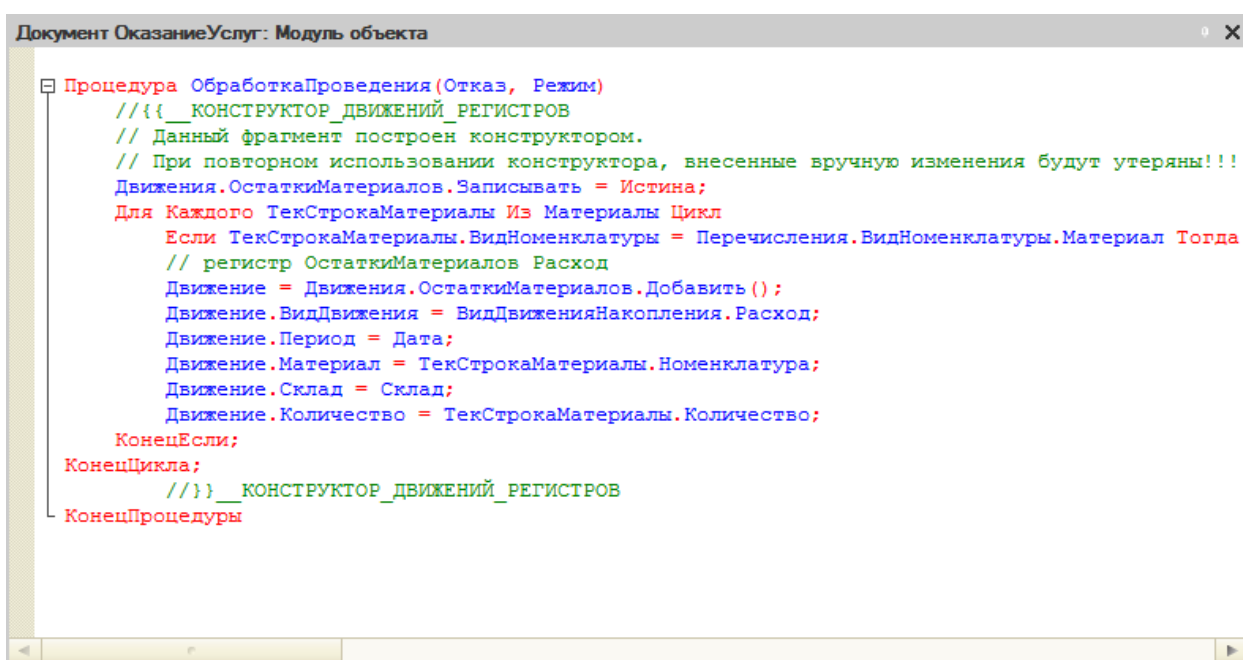 Документ ОказаниеУслуг: Модуль объекта
Процедура ОбработкаПроведения(Отказ, Режим)
//{{__КОНСТРУКТОР_ДВИЖЕНИЙ_РЕГИСТРОВ
// Данный фрагмент построен конструктором.
// При повторном использовании конструктора, внесенные вручную изменения будут утеряны!!!
Движения.ОстаткиМатериалов.Записывать = Истина;
Для Каждого ТекСтрокаМатериалы Из Материалы Цикл
Если ТекСтрокаМатериалы.ВидНоменклатуры = Перечисления.ВидНоменклатуры.Материал Тогда
// регистр ОстаткиМатериалов Расход
Движение = Движения.ОстаткиМатериалов.Добавить();
Движение.ВидДвижения = ВидДвиженияНакопления.Расход;
Движение.Период = Дата;
Движение.Материал = ТекСтрокаМатериалы.Номенклатура;
Движение.Склад = Склад;
Движение.Количество = ТекСтрокаМатериалы.Количество;
КонецЕсли;
КонецЦикла;
//}}__КОНСТРУКТОР_ДВИЖЕНИЙ_РЕГИСТРОВ
КонецПроцедуры